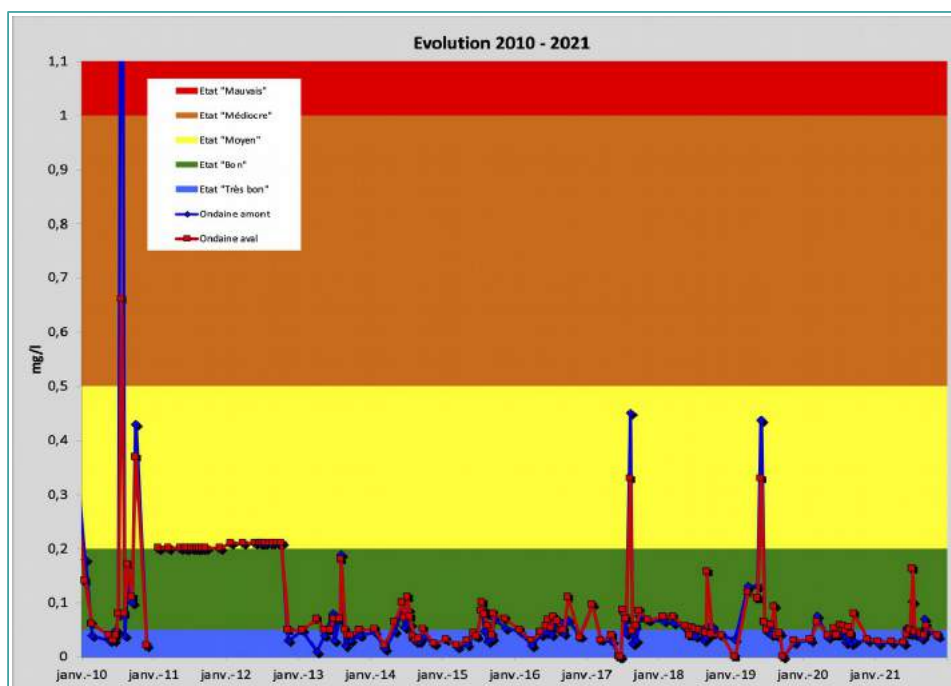 Evolution 2010 - 2021
1,1
1
0,9
0,8
0,7
0,6
0,5
0,4
0,3
0,2
0,1
0
mg/l
Etat "Mauvais"
Etat "Médiocre"
Etat "Moyen"
Etat "Bon"
Etat "Très bon"
Ondaine amont
Ondaine aval
janv.-10 janv.-11 janv.-12 janv.-13 janv.-14 janv.-15 janv.-16 janv.-17 janv.-18 janv.-19 janv.-20 janv.-21